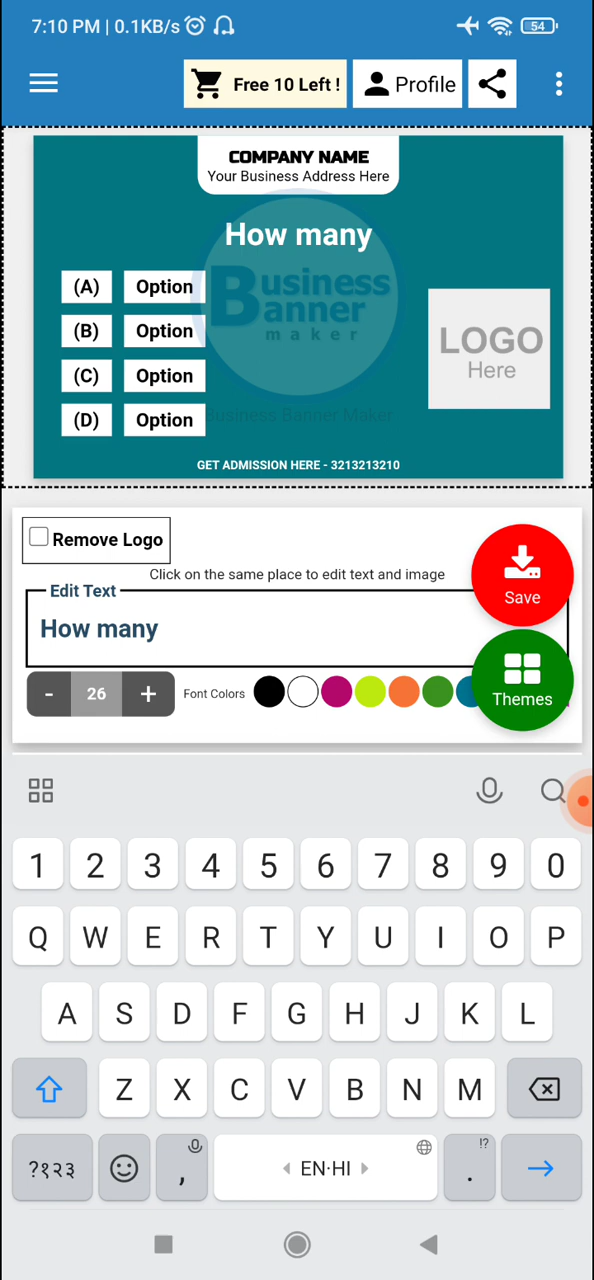 7:10 PM | 0.1KB/s 54
Free 10 Left ! Profile
COMPANY NAME
Your Business Address Here
How many
Business
Banner
maker
(A) Option
(B) Option
(C) Option
(D) Option
LOGO
Here
Business Banner Maker
GET ADMISSION HERE - 3213213210
Remove Logo
Click on the same place to edit text and image
Save
Edit Text
How many
- 26 + Font Colors
Themes
1 2 3 4 5 6 7 8 9 0
Q W E R T Y U I O P
A S D F G H J K L
Z X C V B N M
?१२३ , EN·HI . !?